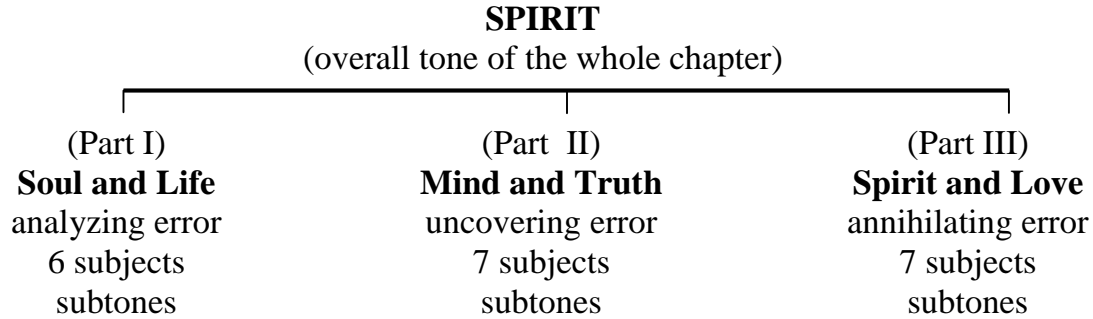 SPIRIT
(overall tone of the whole chapter)
(Part I)
Soul and Life
analyzing error
6 subjects
subtones
(Part II)
Mind and Truth
uncovering error
7 subjects
subtones
(Part III)
Spirit and Love
annihilating error
7 subjects
subtones